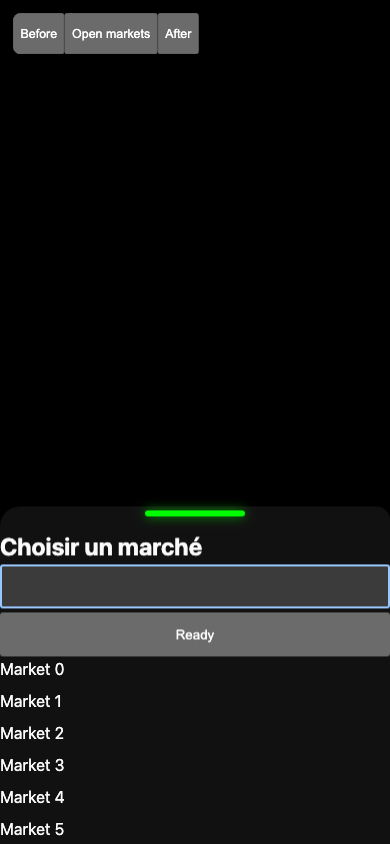 Before Open markets After
Choisir un marché
Ready
Market 0
Market 1
Market 2
Market 3
Market 4
Market 5